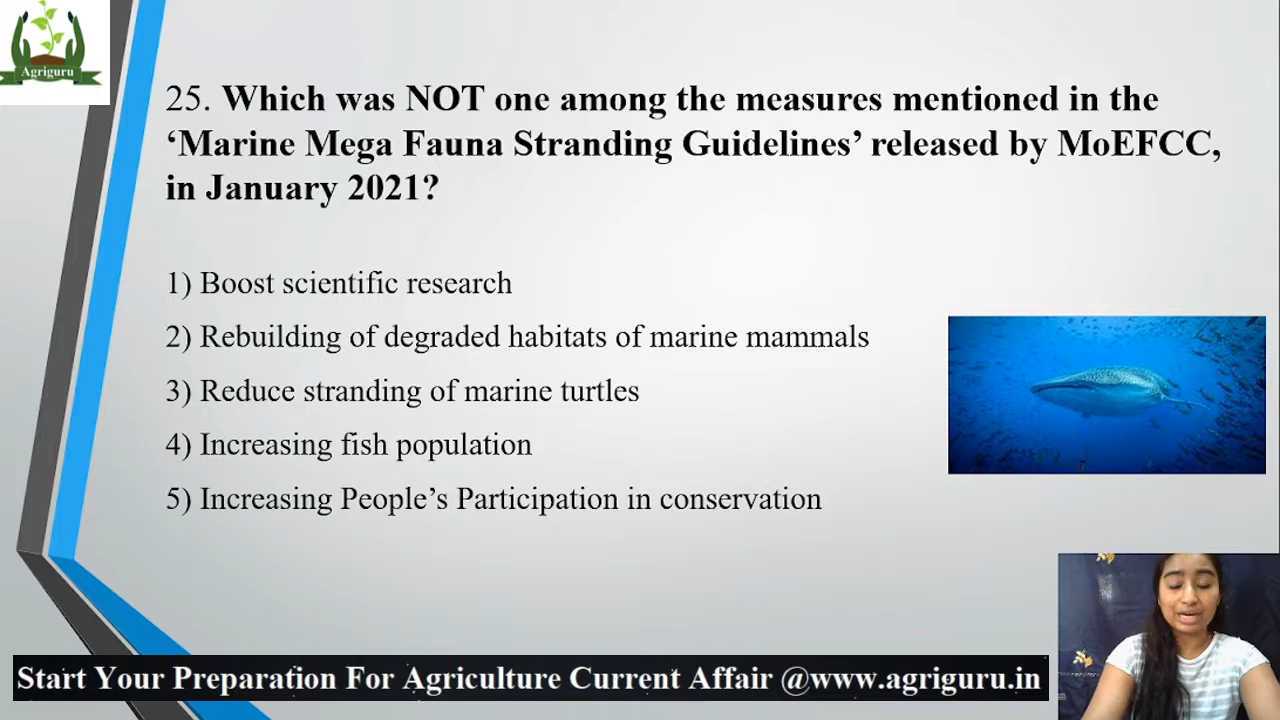 Agriguru
25. Which was NOT one among the measures mentioned in the
‘Marine Mega Fauna Stranding Guidelines’ released by MoEFCC,
in January 2021?
1) Boost scientific research
2) Rebuilding of degraded habitats of marine mammals
3) Reduce stranding of marine turtles
4) Increasing fish population
5) Increasing People’s Participation in conservation
Start Your Preparation For Agriculture Current Affair @www.agriguru.in